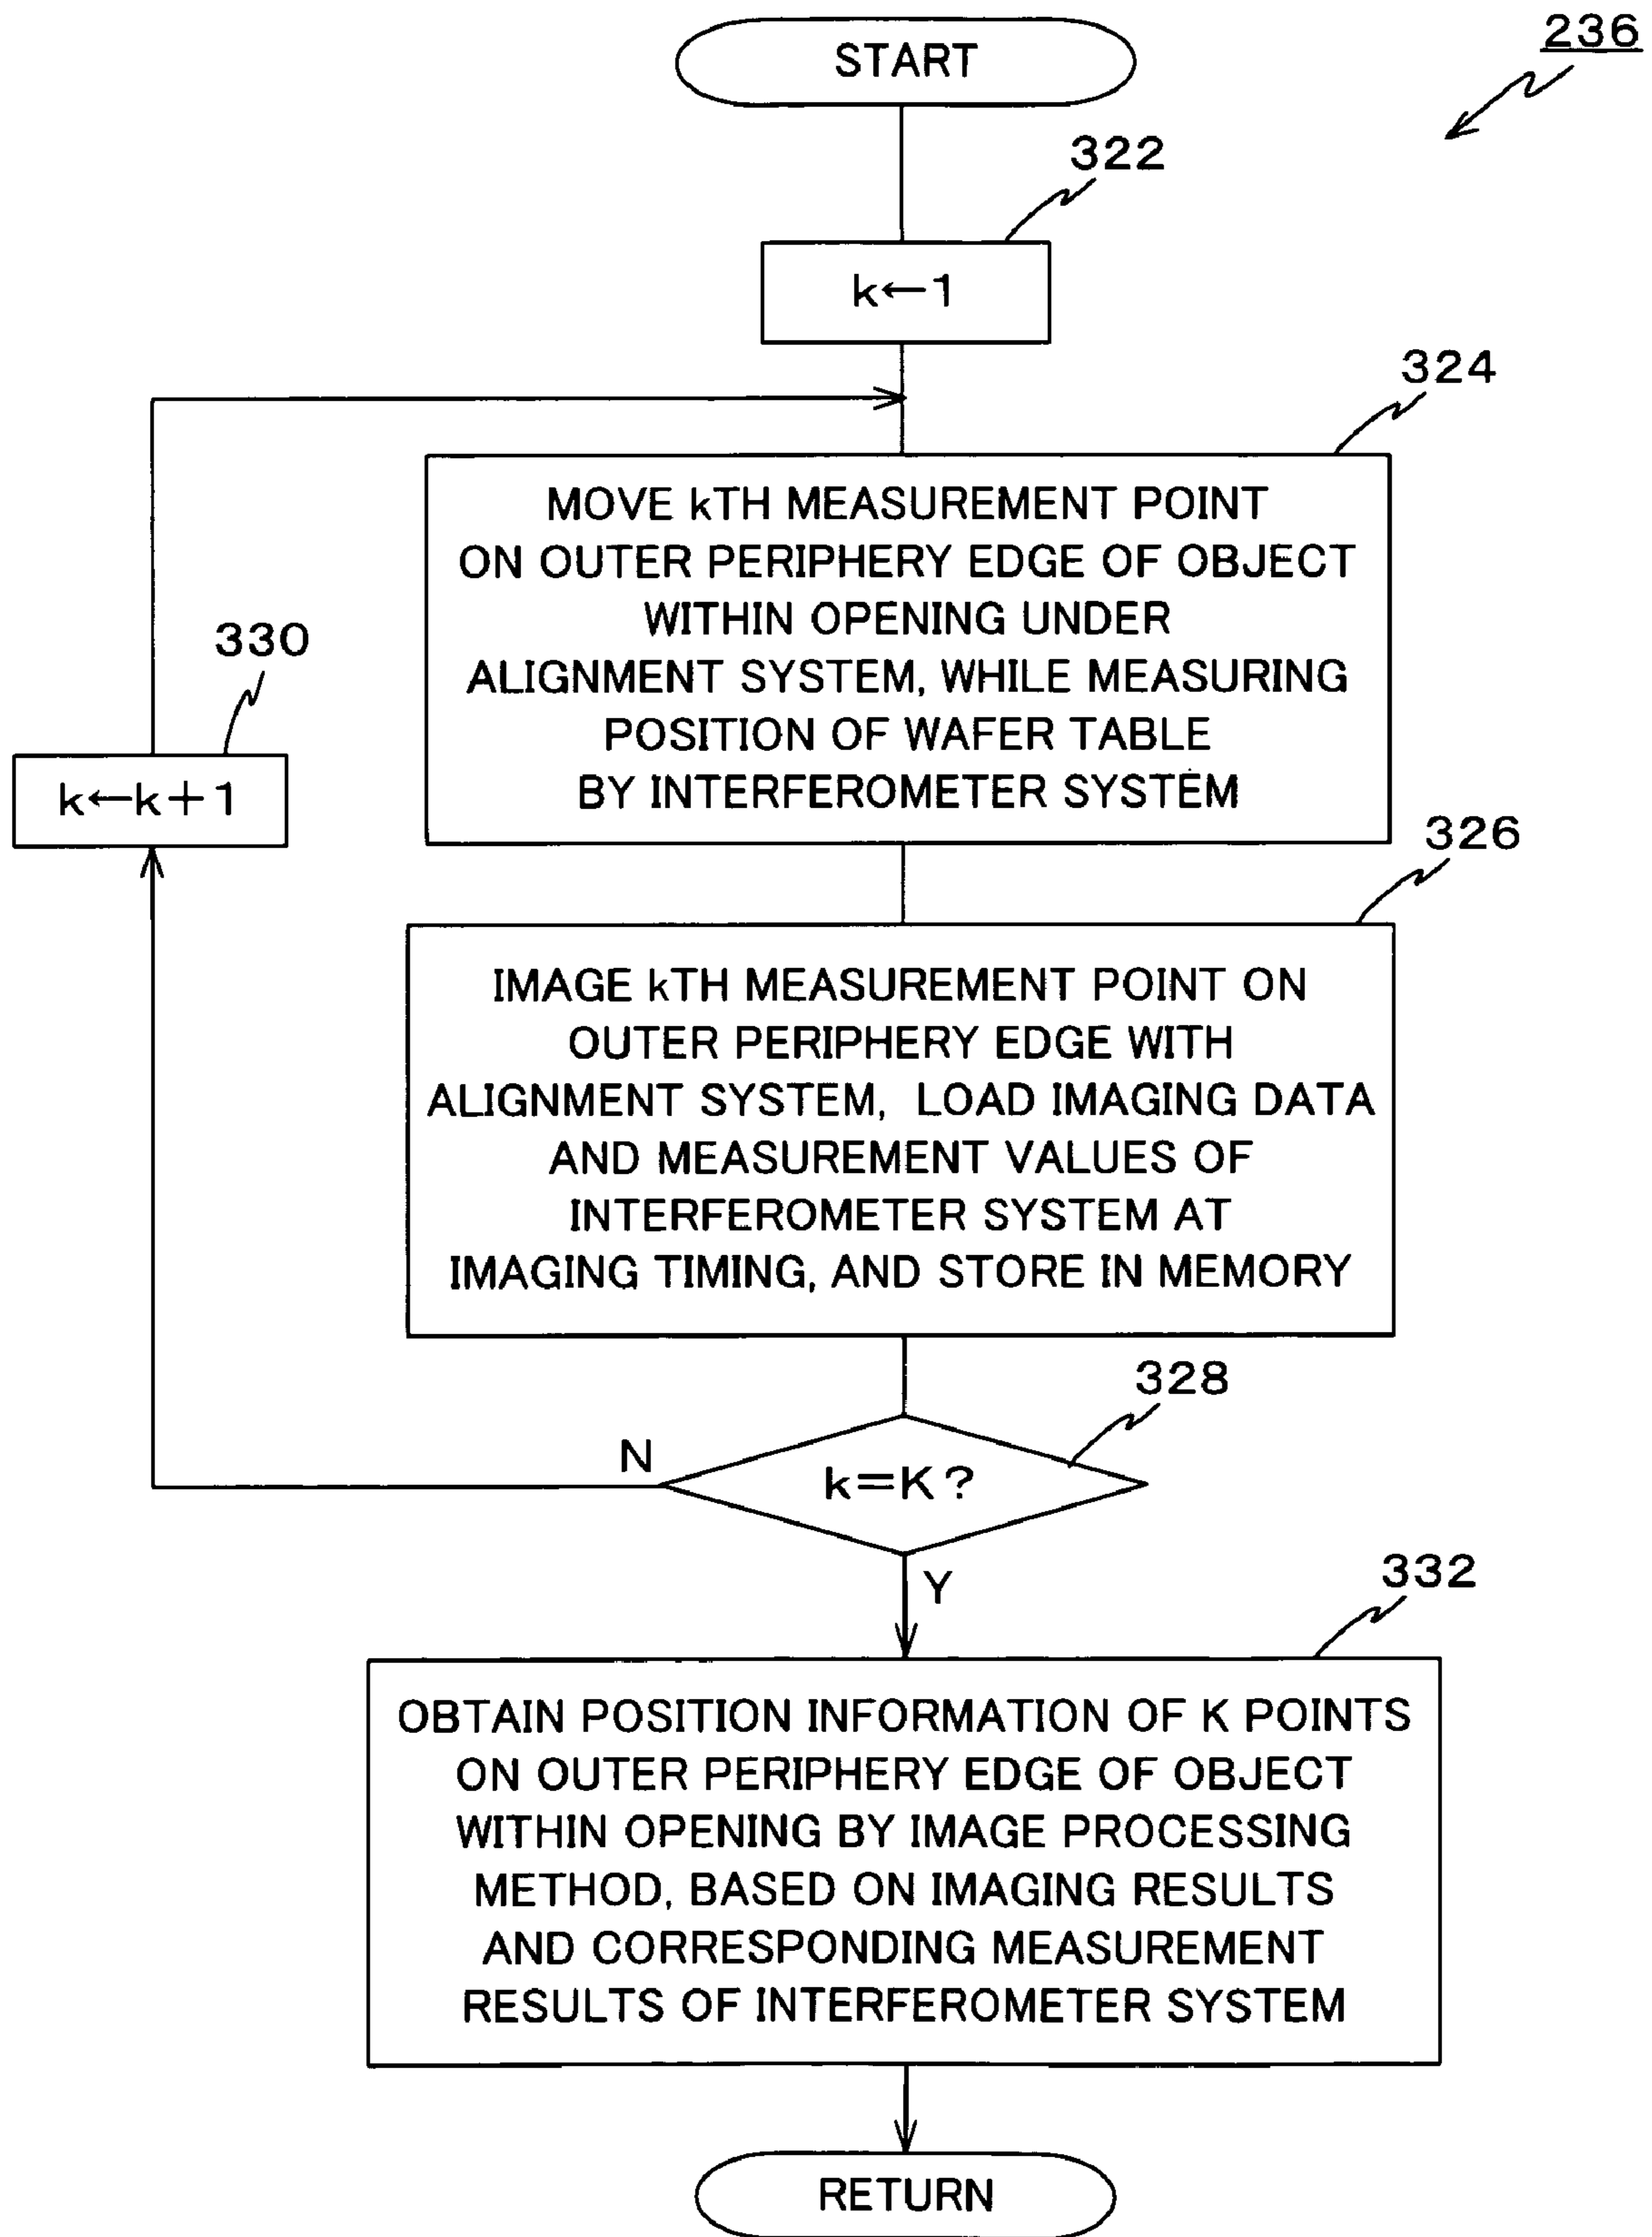 236
START
322
k←1
324
MOVE kTH MEASUREMENT POINT
ON OUTER PERIPHERY EDGE OF OBJECT
WITHIN OPENING UNDER
ALIGNMENT SYSTEM, WHILE MEASURING
POSITION OF WAFER TABLE
BY INTERFEROMETER SYSTEM
330
k←k+1
326
IMAGE kTH MEASUREMENT POINT ON
OUTER PERIPHERY EDGE WITH
ALIGNMENT SYSTEM, LOAD IMAGING DATA
AND MEASUREMENT VALUES OF
INTERFEROMETER SYSTEM AT
IMAGING TIMING, AND STORE IN MEMORY
328
N
k=K?
Y
332
OBTAIN POSITION INFORMATION OF K POINTS
ON OUTER PERIPHERY EDGE OF OBJECT
WITHIN OPENING BY IMAGE PROCESSING
METHOD, BASED ON IMAGING RESULTS
AND CORRESPONDING MEASUREMENT
RESULTS OF INTERFEROMETER SYSTEM
RETURN